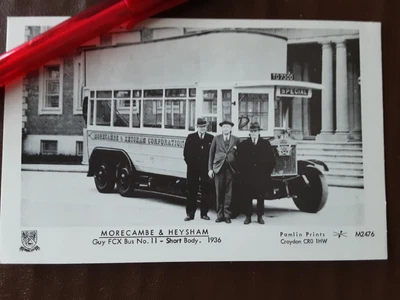 TO 7300
SPECIAL
MORECAMBE & HEYSHAM CORPORATION
MORECAMBE & HEYSHAM
Guy FCX Bus No. 11 - Short Body. 1936
Pamlin Prints
Croydon CR0 1HW
M2476